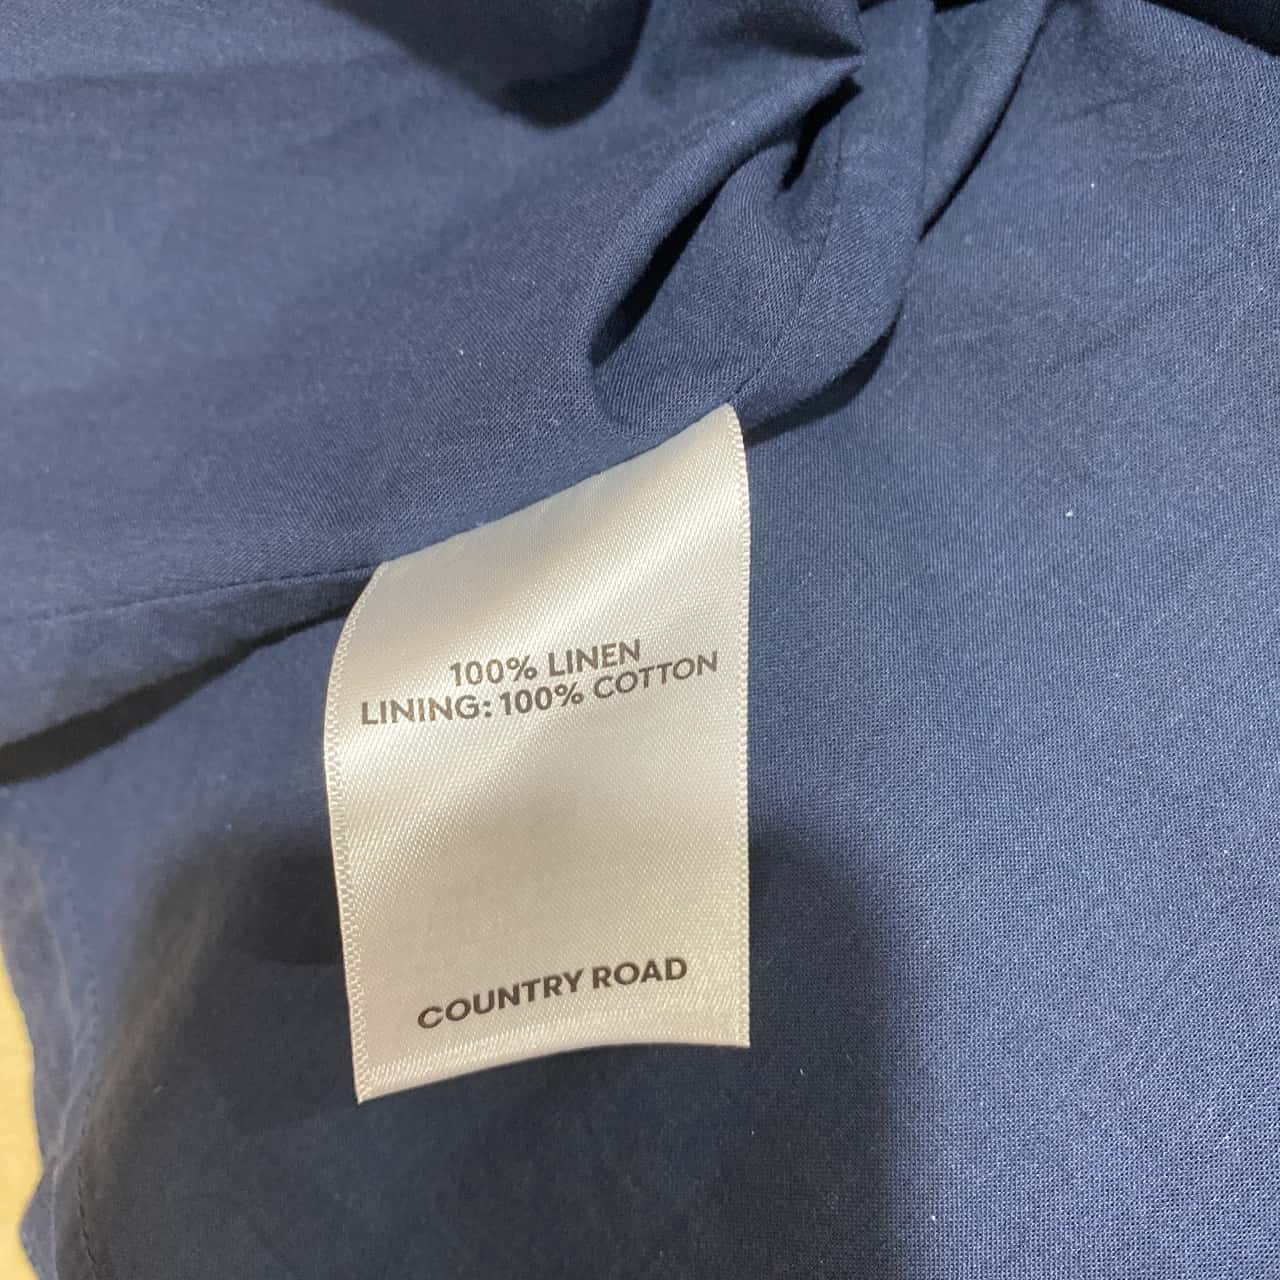 100% LINEN
LINING: 100% COTTON
COUNTRY ROAD